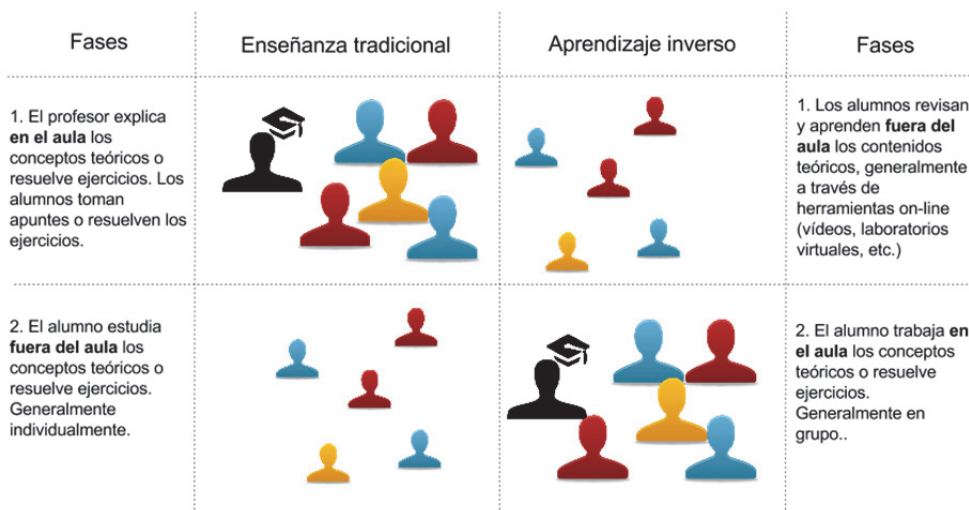 Fases
Enseñanza tradicional
Aprendizaje inverso
Fases
1. El profesor explica
en el aula los
conceptos teóricos o
resuelve ejercicios. Los
alumnos toman
apuntes o resuelven los
ejercicios.
1. Los alumnos revisan
y aprenden fuera del
aula los contenidos
teóricos, generalmente
a través de
herramientas on-line
(vídeos, laboratorios
virtuales, etc.)
2. El alumno estudia
fuera del aula los
conceptos teóricos o
resuelve ejercicios.
Generalmente
individualmente.
2. El alumno trabaja en
el aula los conceptos
teóricos o resuelve
ejercicios.
Generalmente en
grupo..